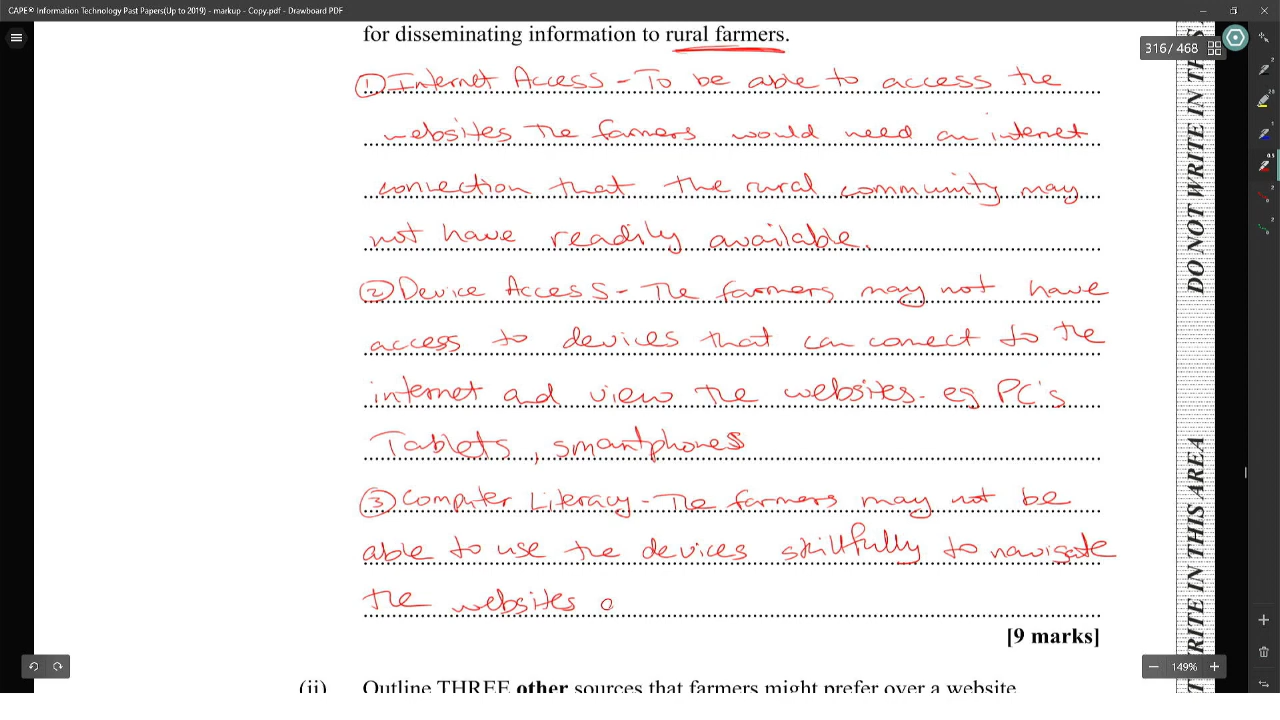 CAPE® Information Technology Past Papers(Up to 2019) - markup - Copy.pdf - Drawboard PDF
for disseminating information to rural farmers.
316 / 468
① Internet Access - To be able to access the
websites the farmers would need an internet
connection that the rural community may
not have readily available.
② Device Access - The farmers may not have
access to devices that can connect to the
internet and view the websites. eg PC's
Tablets, smartphones
③ Computer Literacy - The farmers may not be
able to use the devices skillfully to navigate
the websites
[9 marks]
149%
(ii) Outline THREE other sources that farmers might prefer over a website
DO NOT WRITE IN THIS
RITE IN THIS AREA